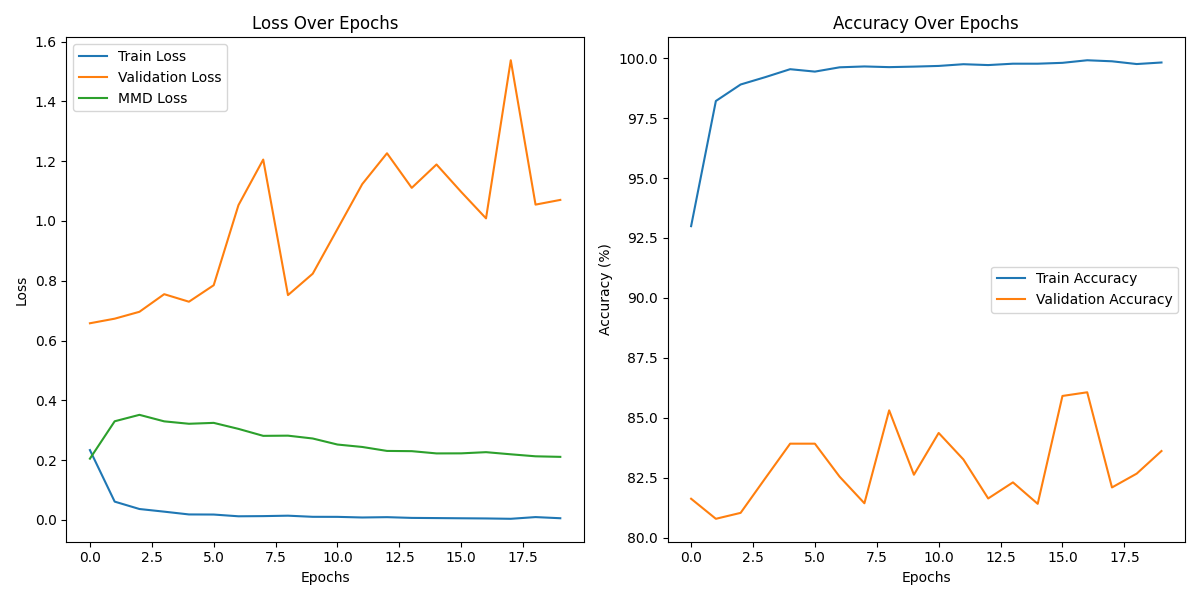 Loss Over Epochs
Train Loss
Validation Loss
MMD Loss
1.6
1.4
1.2
1.0
0.8
0.6
0.4
0.2
0.0
Loss
0.0 2.5 5.0 7.5 10.0 12.5 15.0 17.5
Epochs
Accuracy Over Epochs
100.0
97.5
95.0
92.5
90.0
87.5
85.0
82.5
80.0
Accuracy (%)
Train Accuracy
Validation Accuracy
0.0 2.5 5.0 7.5 10.0 12.5 15.0 17.5
Epochs